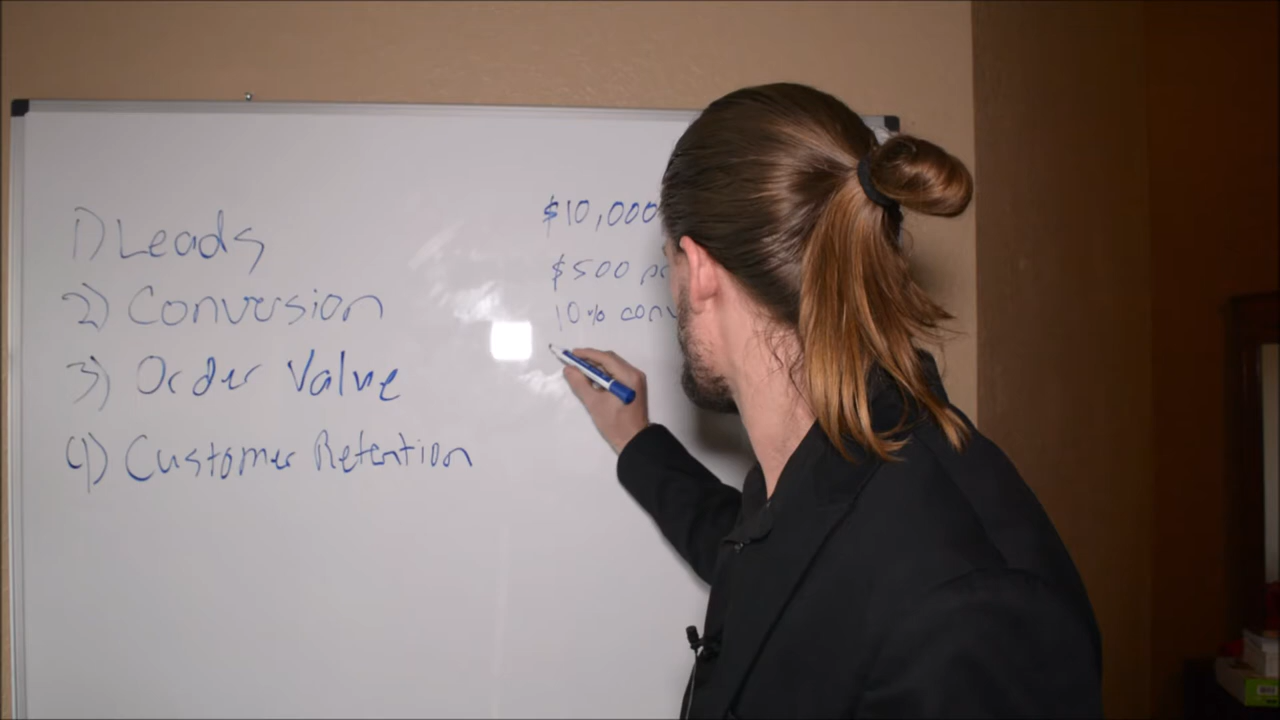 1) Leads
2) Conversion
3) Order Value
4) Customer Retention
$10,000
$500
10% conv